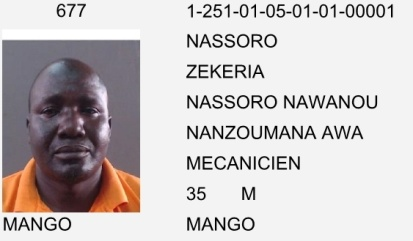 677 1-251-01-05-01-01-00001
NASSORO
ZEKERIA
NASSORO NAWANOU
NANZOUMANA AWA
MECANICIEN
35 M
MANGO MANGO